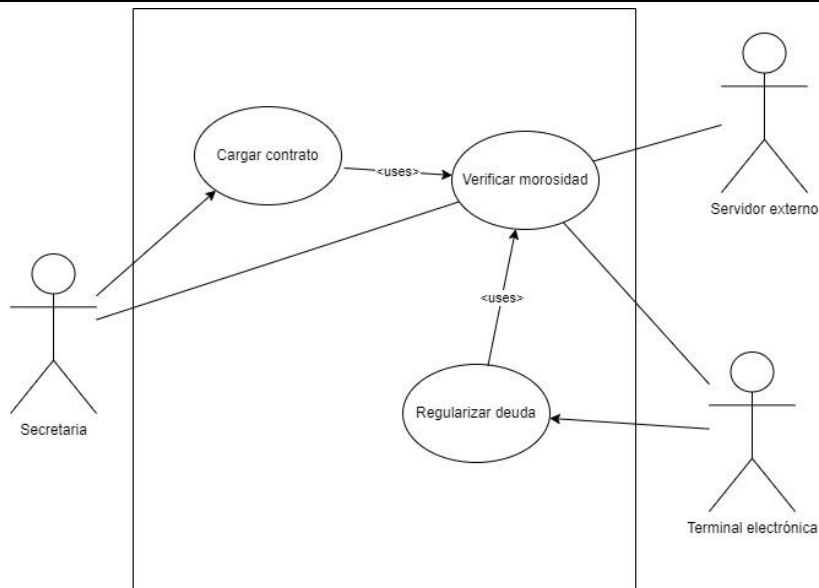 Cargar contrato
<uses>
Verificar morosidad
Servidor externo
<uses>
Regularizar deuda
Secretaria
Terminal electrónica